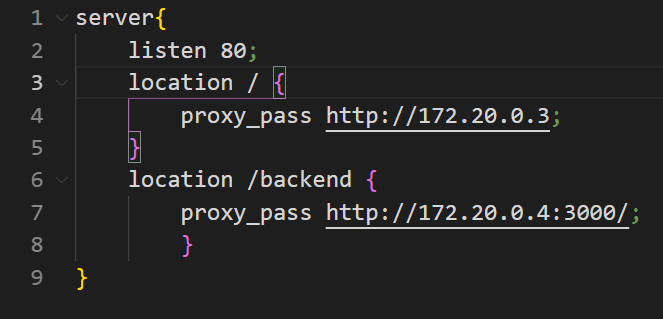 1 server{
2 listen 80;
3 location / {
4 proxy_pass http://172.20.0.3;
5 }
6 location /backend {
7 proxy_pass http://172.20.0.4:3000/;
8 }
9 }